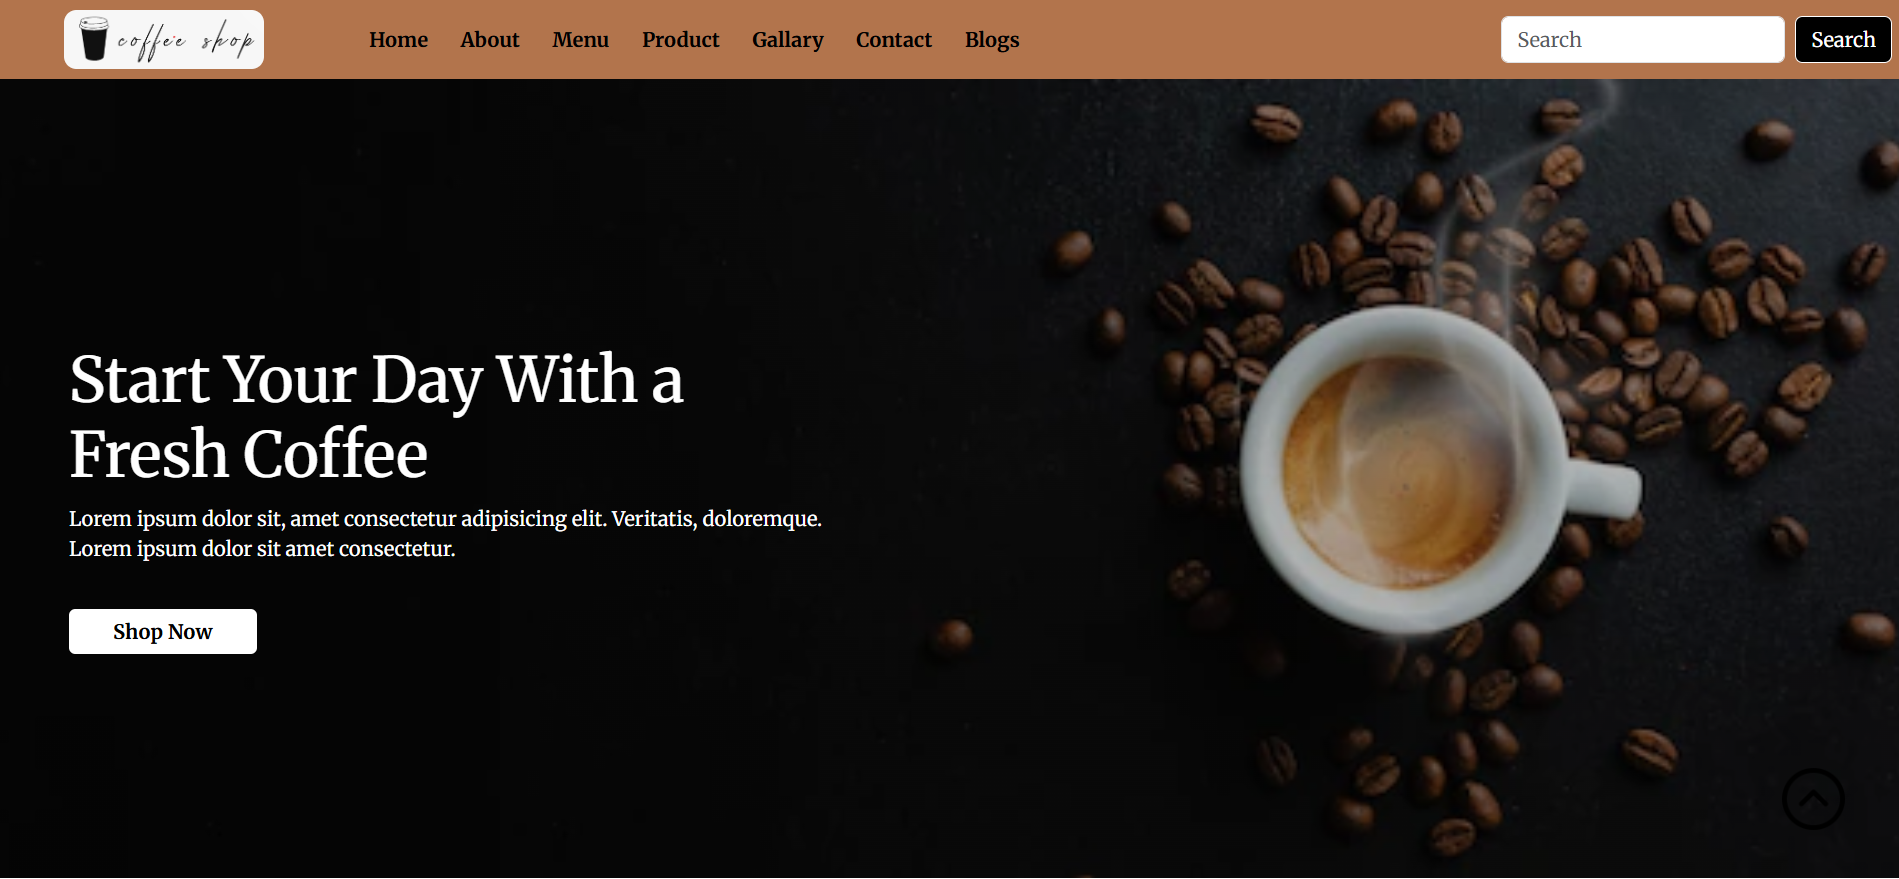 coffee shop
Home
About
Menu
Product
Gallary
Contact
Blogs
Search
Search
Start Your Day With a
Fresh Coffee
Lorem ipsum dolor sit, amet consectetur adipisicing elit. Veritatis, doloremque.
Lorem ipsum dolor sit amet consectetur.
Shop Now